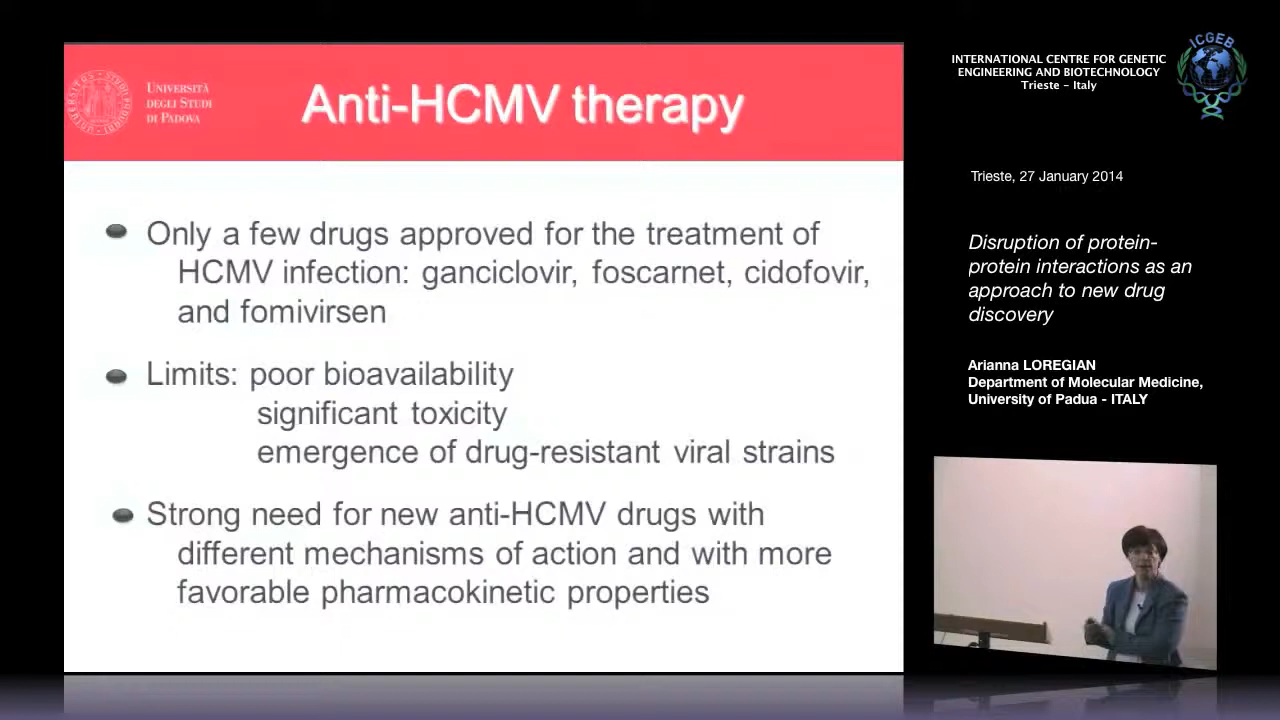 UNIVERSITÀ
DEGLI STUDI
DI PADOVA
Anti-HCMV therapy
Only a few drugs approved for the treatment of
HCMV infection: ganciclovir, foscarnet, cidofovir,
and fomivirsen
Limits: poor bioavailability
significant toxicity
emergence of drug-resistant viral strains
Strong need for new anti-HCMV drugs with
different mechanisms of action and with more
favorable pharmacokinetic properties
INTERNATIONAL CENTRE FOR GENETIC
ENGINEERING AND BIOTECHNOLOGY
Trieste - Italy
ICGEB
Trieste, 27 January 2014
Disruption of protein-
protein interactions as an
approach to new drug
discovery
Arianna LOREGIAN
Department of Molecular Medicine,
University of Padua - ITALY